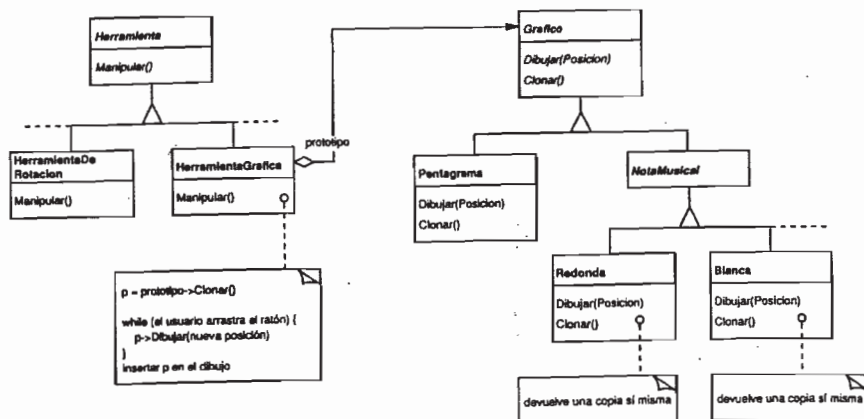 Herramienta
Manipular()
HerramientaDe
Rotacion
Manipular()
HerramientaGrafica
Manipular()
prototipo
p = prototipo->Clonar()
while (el usuario arrastra el ratón) {
p->Dibujar(nueva posición)
}
insertar p en el dibujo
Grafico
Dibujar(Posicion)
Clonar()
Pentagrama
Dibujar(Posicion)
Clonar()
NotaMusical
Redonda
Dibujar(Posicion)
Clonar()
Blanca
Dibujar(Posicion)
Clonar()
devuelve una copia sí misma
devuelve una copia sí misma